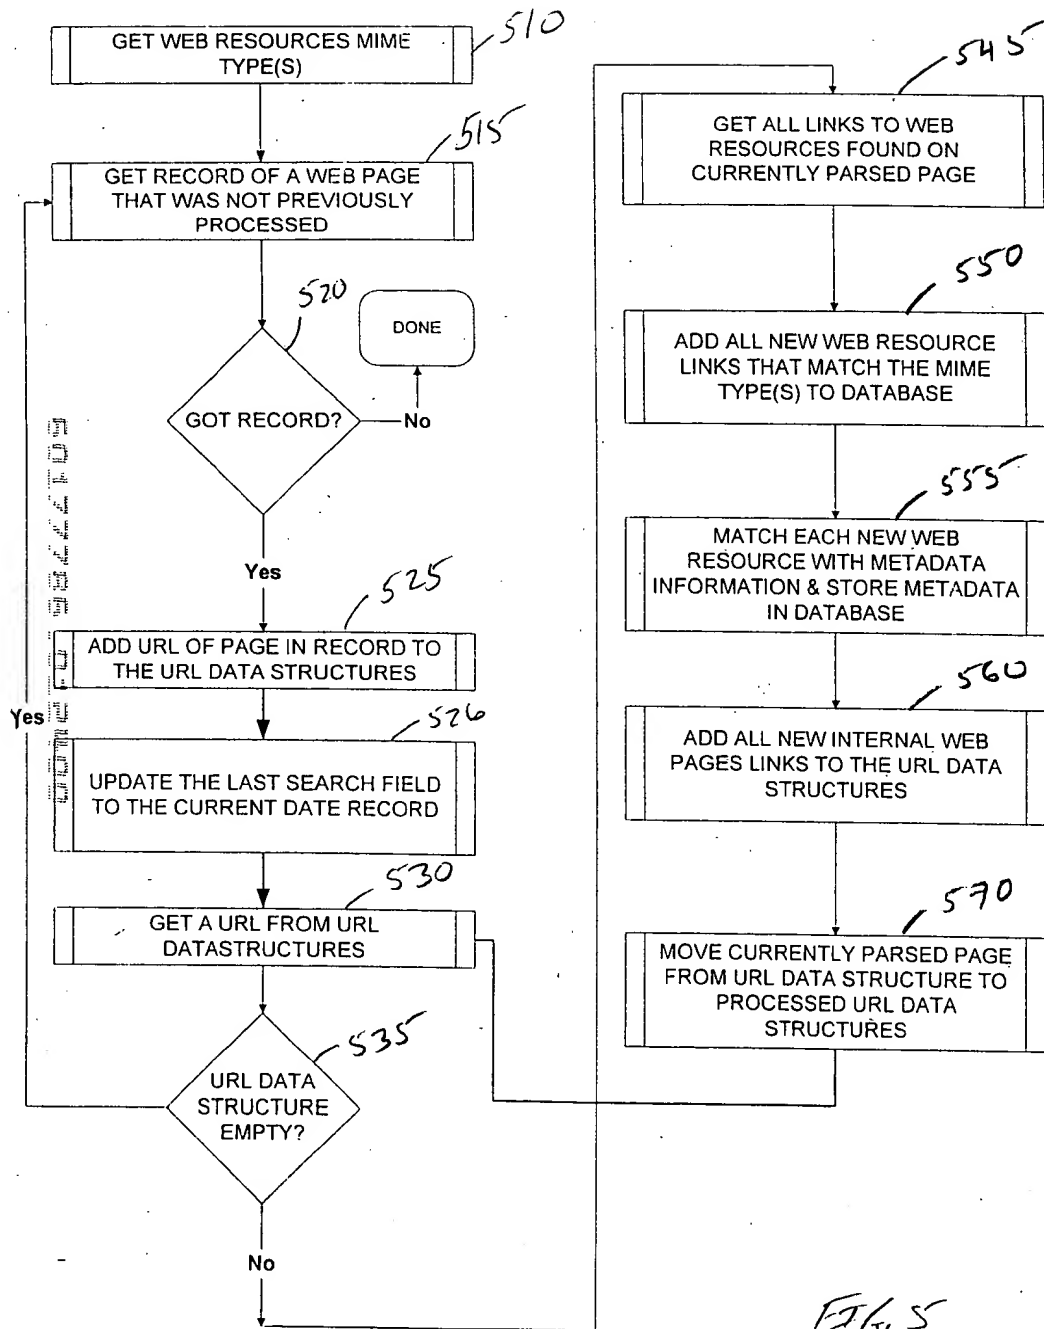 GET WEB RESOURCES MIME
TYPE(S)
510
515
GET RECORD OF A WEB PAGE
THAT WAS NOT PREVIOUSLY
PROCESSED
520
DONE
GOT RECORD?
No
Yes
525
ADD URL OF PAGE IN RECORD TO
THE URL DATA STRUCTURES
526
UPDATE THE LAST SEARCH FIELD
TO THE CURRENT DATE RECORD
530
GET A URL FROM URL
DATASTRUCTURES
535
URL DATA
STRUCTURE
EMPTY?
Yes
No
545
GET ALL LINKS TO WEB
RESOURCES FOUND ON
CURRENTLY PARSED PAGE
550
ADD ALL NEW WEB RESOURCE
LINKS THAT MATCH THE MIME
TYPE(S) TO DATABASE
555
MATCH EACH NEW WEB
RESOURCE WITH METADATA
INFORMATION & STORE METADATA
IN DATABASE
560
ADD ALL NEW INTERNAL WEB
PAGES LINKS TO THE URL DATA
STRUCTURES
570
MOVE CURRENTLY PARSED PAGE
FROM URL DATA STRUCTURE TO
PROCESSED URL DATA
STRUCTURES
FIG. 5